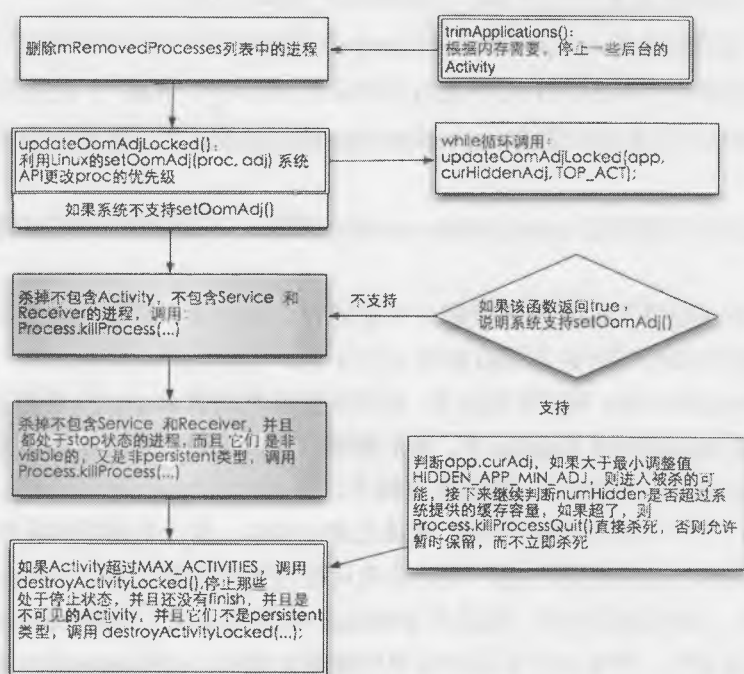 trimApplications():
根据内存需要，停止一些后台的
Activity
删除mRemovedProcesses列表中的进程
updateOomAdjLocked()：
利用Linux的setOomAdj(proc, adj) 系统
API更改proc的优先级
如果系统不支持setOomAdj()
while循环调用：
updateOomAdjLocked(app,
curHiddenAdj, TOP_ACT);
如果该函数返回true，
说明系统支持setOomAdj()
不支持
支持
杀掉不包含Activity，不包含Service 和
Receiver的进程，调用：
Process.killProcess(...)
杀掉不包含Service 和Receiver，并且
都处于stop状态的进程，而且 它们 是非
visible的，又是非persistent类型，调用
Process.killProcess(...)
判断app.curAdj，如果大于最小调整值
HIDDEN_APP_MIN_ADJ，则进入被杀的可
能，接下来继续判断numHidden是否超过系
统提供的缓存容量，如果超了，则
Process.killProcessQuit()直接杀死，否则允许
暂时保留，而不立即杀死
如果Activity超过MAX_ACTIVITIES，调用
destroyActivityLocked(),停止那些
处于停止状态，并且还没有finish，并且是
不可见的Activity，并且它们不是persistent
类型，调用 destroyActivityLocked(...);